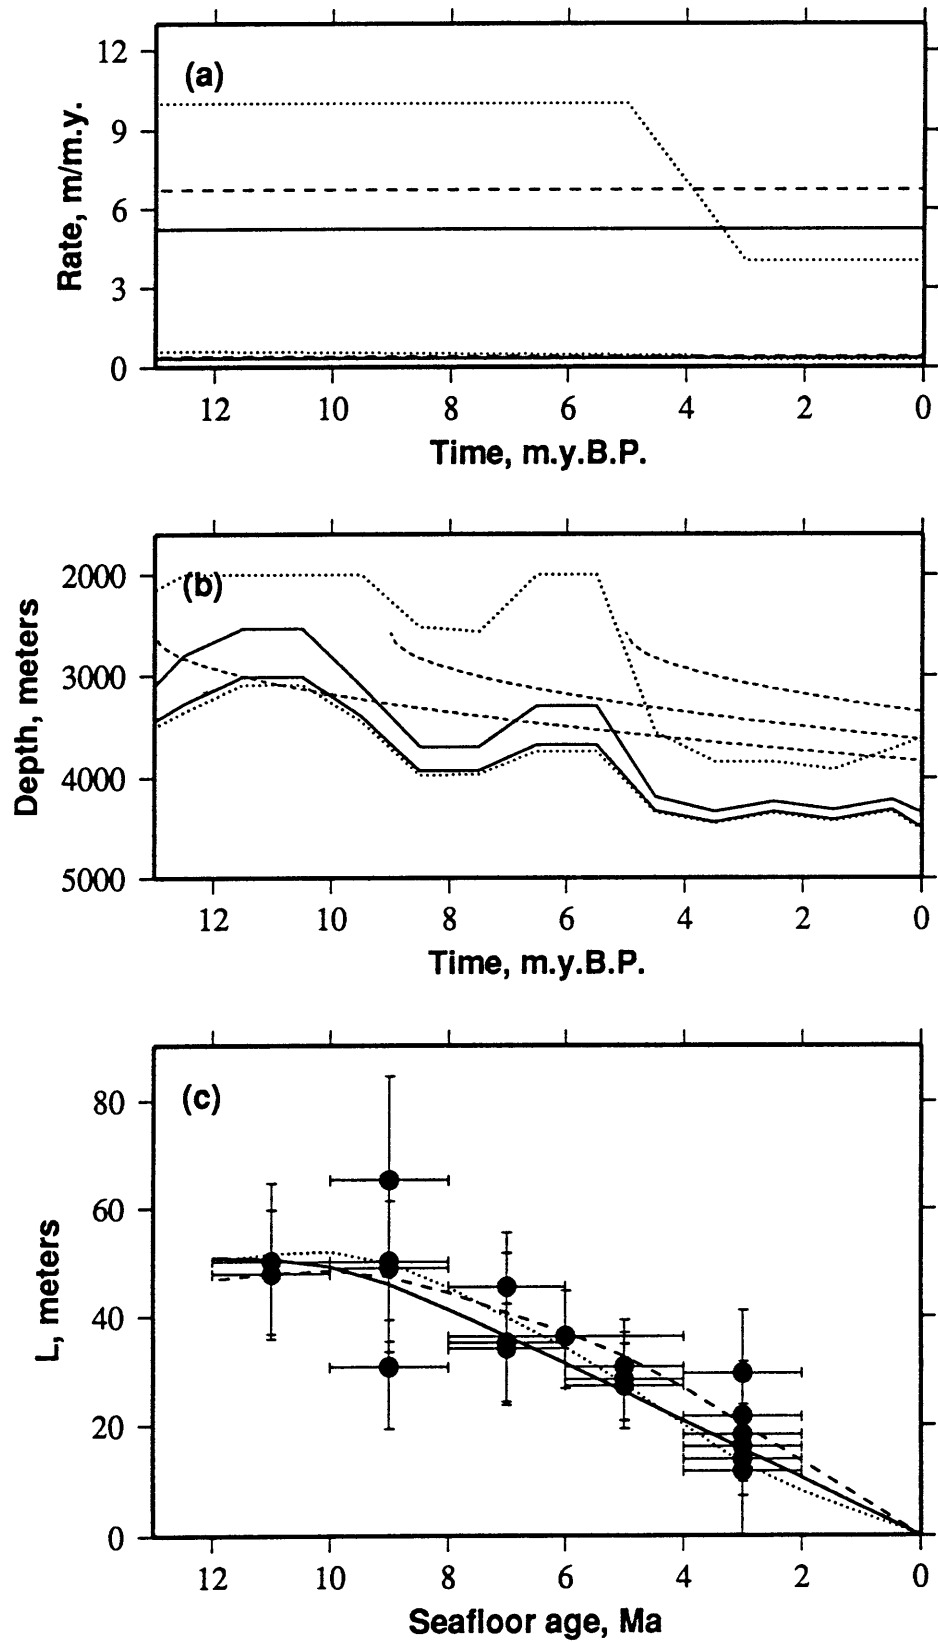 (a)
12
9
6
3
0
Rate, m/m.y.
12 10 8 6 4 2 0
Time, m.y.B.P.
(b)
2000
3000
4000
5000
Depth, meters
12 10 8 6 4 2 0
Time, m.y.B.P.
(c)
80
60
40
20
0
L, meters
12 10 8 6 4 2 0
Seafloor age, Ma